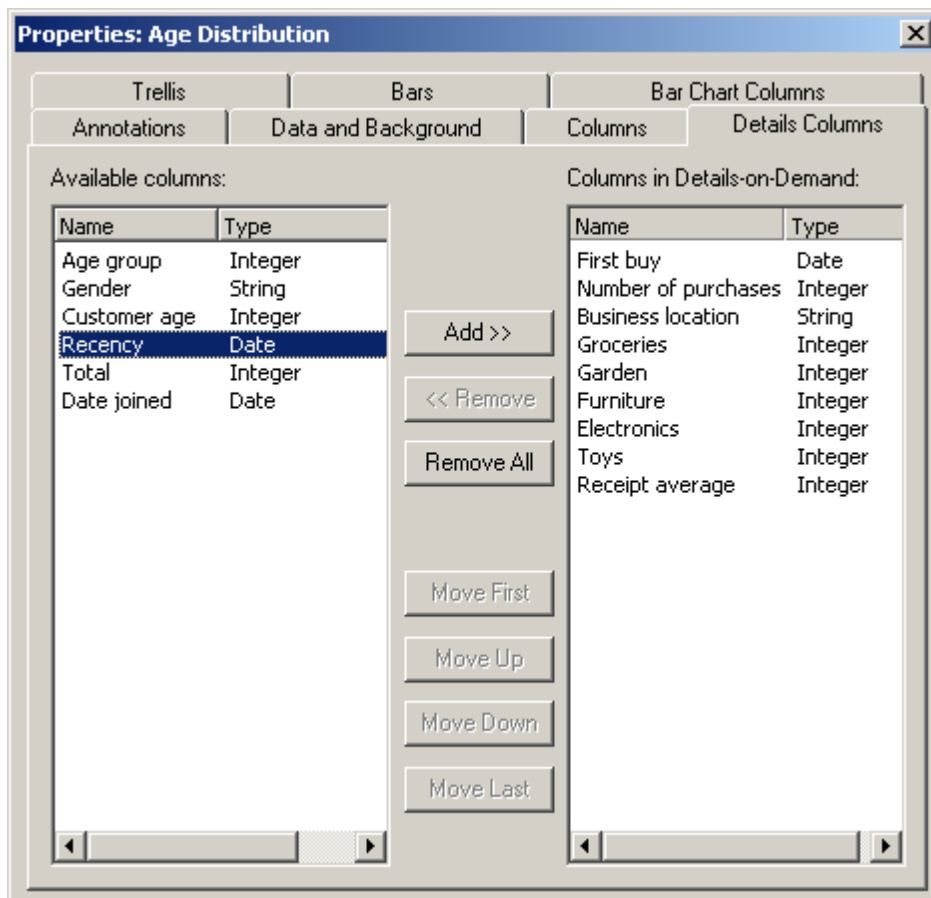 Properties: Age Distribution
Trellis Bars Bar Chart Columns
Annotations Data and Background Columns Details Columns
Available columns:
Name Type
Age group Integer
Gender String
Customer age Integer
Recency Date
Total Integer
Date joined Date
Add >>
<< Remove
Remove All
Move First
Move Up
Move Down
Move Last
Columns in Details-on-Demand:
Name Type
First buy Date
Number of purchases Integer
Business location String
Groceries Integer
Garden Integer
Furniture Integer
Electronics Integer
Toys Integer
Receipt average Integer